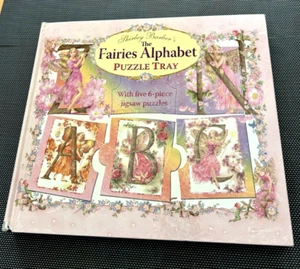 Shirley Barber's
The
Fairies Alphabet
PUZZLE TRAY
With five 6-piece
jigsaw puzzles
A B C